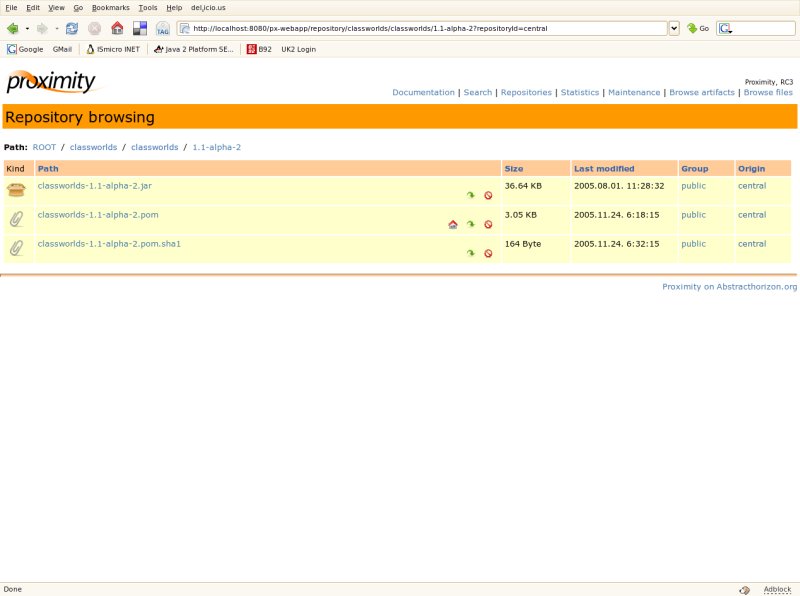 File Edit View Go Bookmarks Tools Help del.icio.us
TAG http://localhost:8080/px-webapp/repository/classworlds/classworlds/1.1-alpha-2?repositoryId=central Go
Google GMail ISmicro INET Java 2 Platform SE... B92 UK2 Login
proximity
Proximity, RC3
Documentation | Search | Repositories | Statistics | Maintenance | Browse artifacts | Browse files
Repository browsing
Path: ROOT / classworlds / classworlds / 1.1-alpha-2
Kind Path Size Last modified Group Origin
classworlds-1.1-alpha-2.jar 36.64 KB 2005.08.01. 11:28:32 public central
classworlds-1.1-alpha-2.pom 3.05 KB 2005.11.24. 6:18:15 public central
classworlds-1.1-alpha-2.pom.sha1 164 Byte 2005.11.24. 6:32:15 public central
Proximity on Abstracthorizon.org
Done Adblock